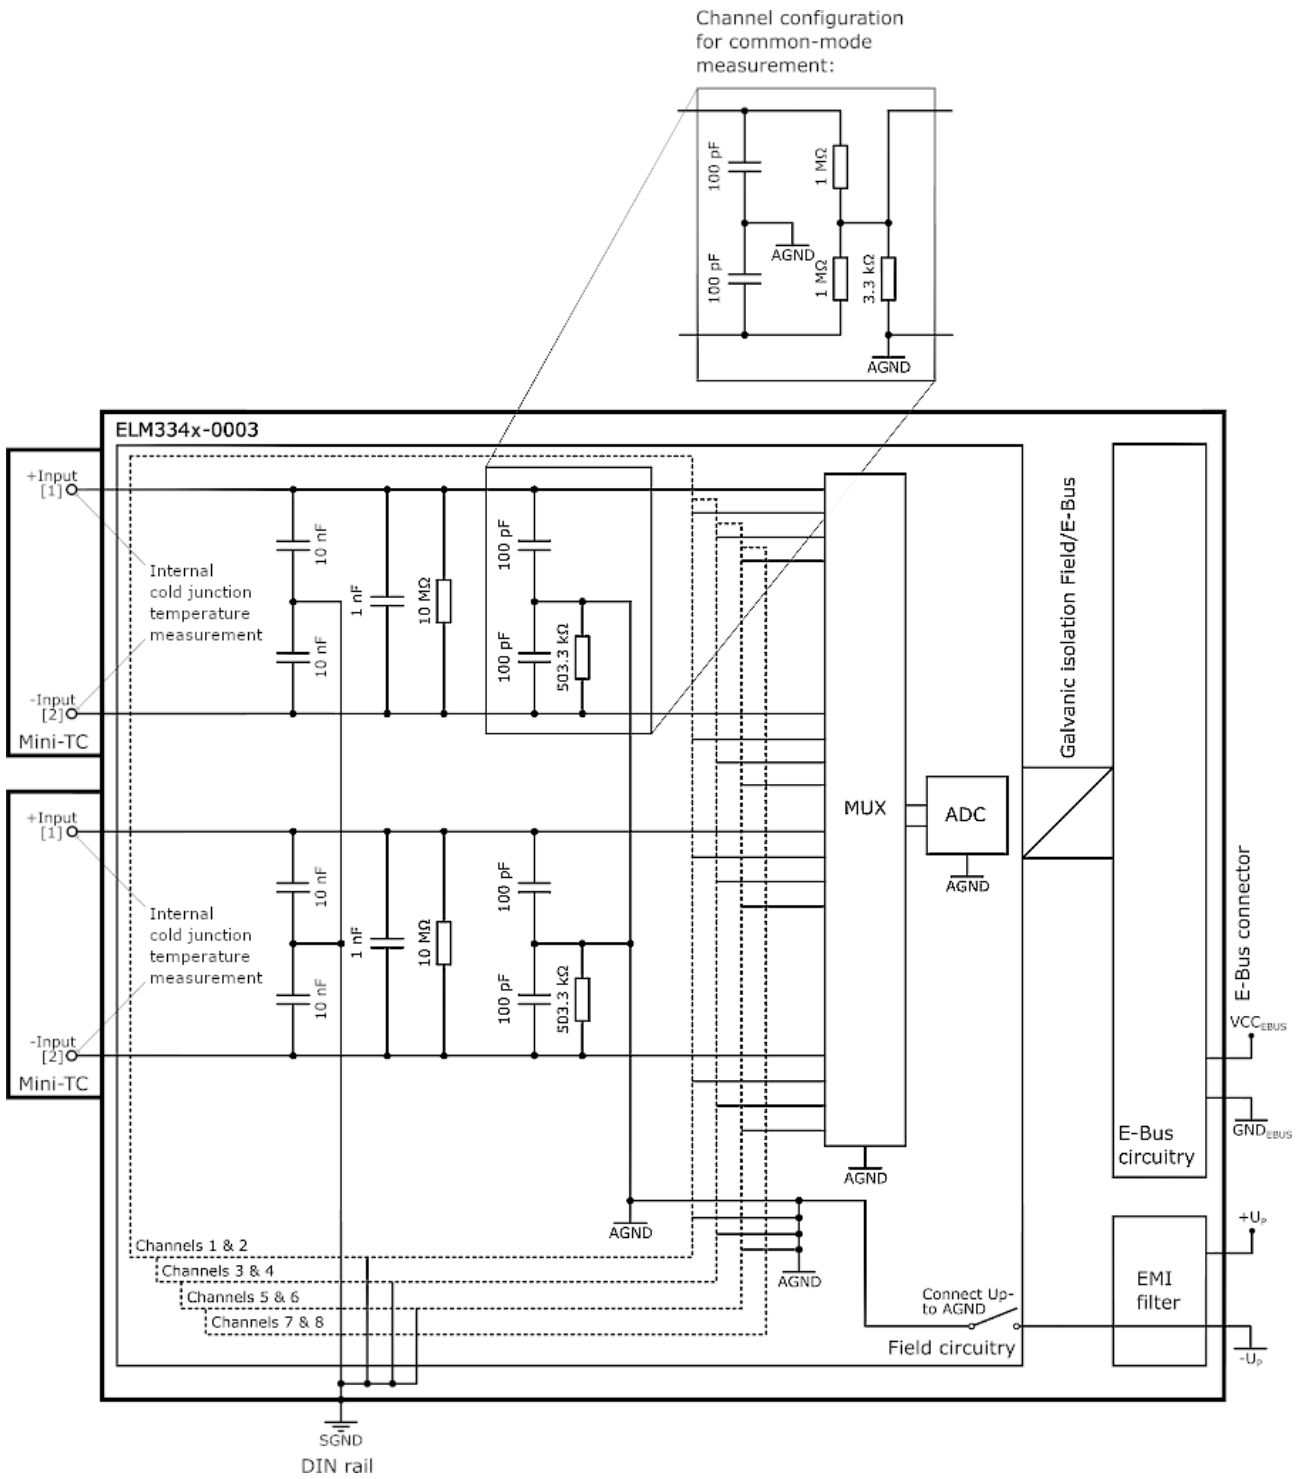 Channel configuration
for common-mode
measurement:
100 pF
1 MΩ
AGND
100 pF
1 MΩ
3.3 kΩ
AGND
ELM334x-0003
+Input
[1]
10 nF
100 pF
Internal
cold junction
temperature
measurement
1 nF
10 MΩ
10 nF
100 pF
503.3 kΩ
-Input
[2]
Mini-TC
Galvanic isolation Field/E-Bus
MUX
ADC
AGND
+Input
[1]
10 nF
100 pF
Internal
cold junction
temperature
measurement
1 nF
10 MΩ
10 nF
100 pF
503.3 kΩ
-Input
[2]
Mini-TC
E-Bus connector
VCCEBUS
GNDEBUS
E-Bus
circuitry
AGND
AGND
AGND
Channels 1 & 2
Channels 3 & 4
Channels 5 & 6
Channels 7 & 8
Connect Up-
to AGND
Field circuitry
+UP
EMI
filter
-UP
SGND
DIN rail